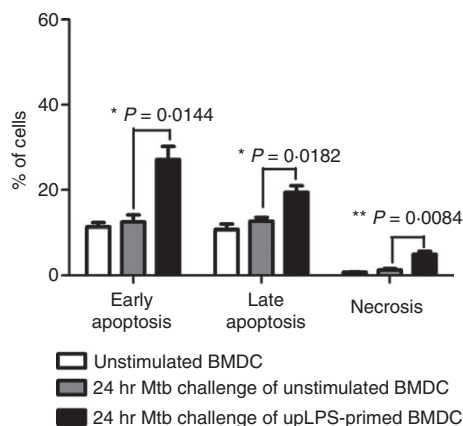 60
* P = 0·0144
40
* P = 0·0182
% of cells
20
** P = 0·0084
0
Early
apoptosis
Late
apoptosis
Necrosis
Unstimulated BMDC
24 hr Mtb challenge of unstimulated BMDC
24 hr Mtb challenge of upLPS-primed BMDC